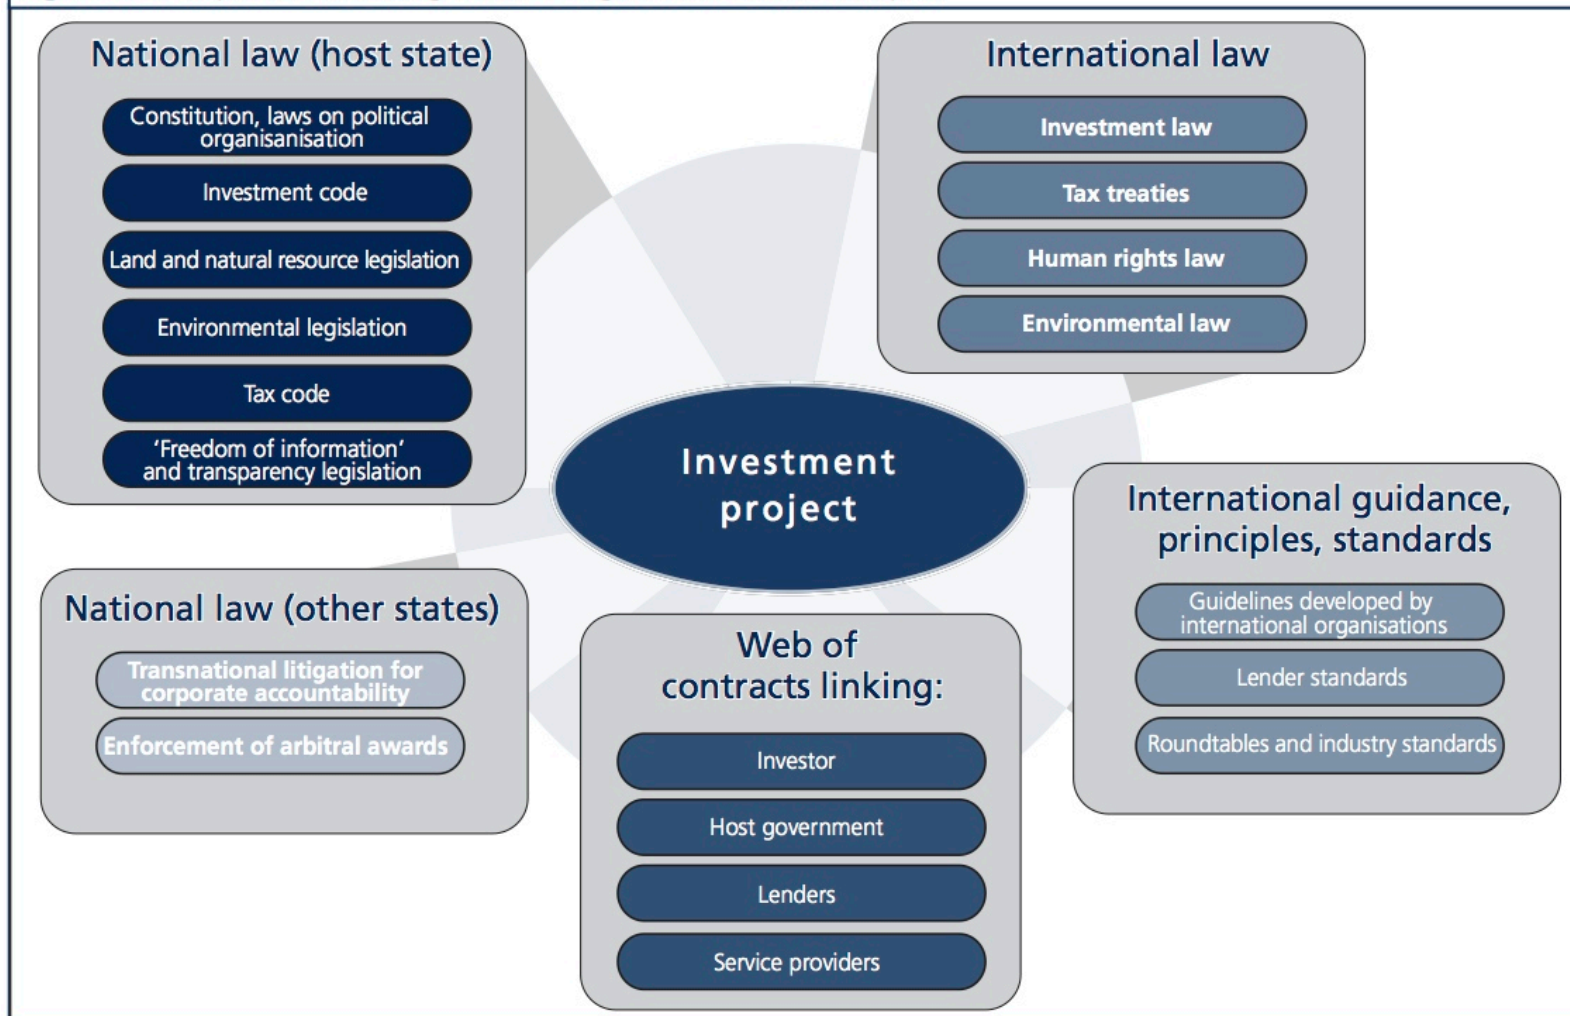 National law (host state)
Constitution, laws on political
organisanisation
Investment code
Land and natural resource legislation
Environmental legislation
Tax code
‘Freedom of information’
and transparency legislation
International law
Investment law
Tax treaties
Human rights law
Environmental law
Investment
project
International guidance,
principles, standards
Guidelines developed by
international organisations
Lender standards
Roundtables and industry standards
National law (other states)
Transnational litigation for
corporate accountability
Enforcement of arbitral awards
Web of
contracts linking:
Investor
Host government
Lenders
Service providers